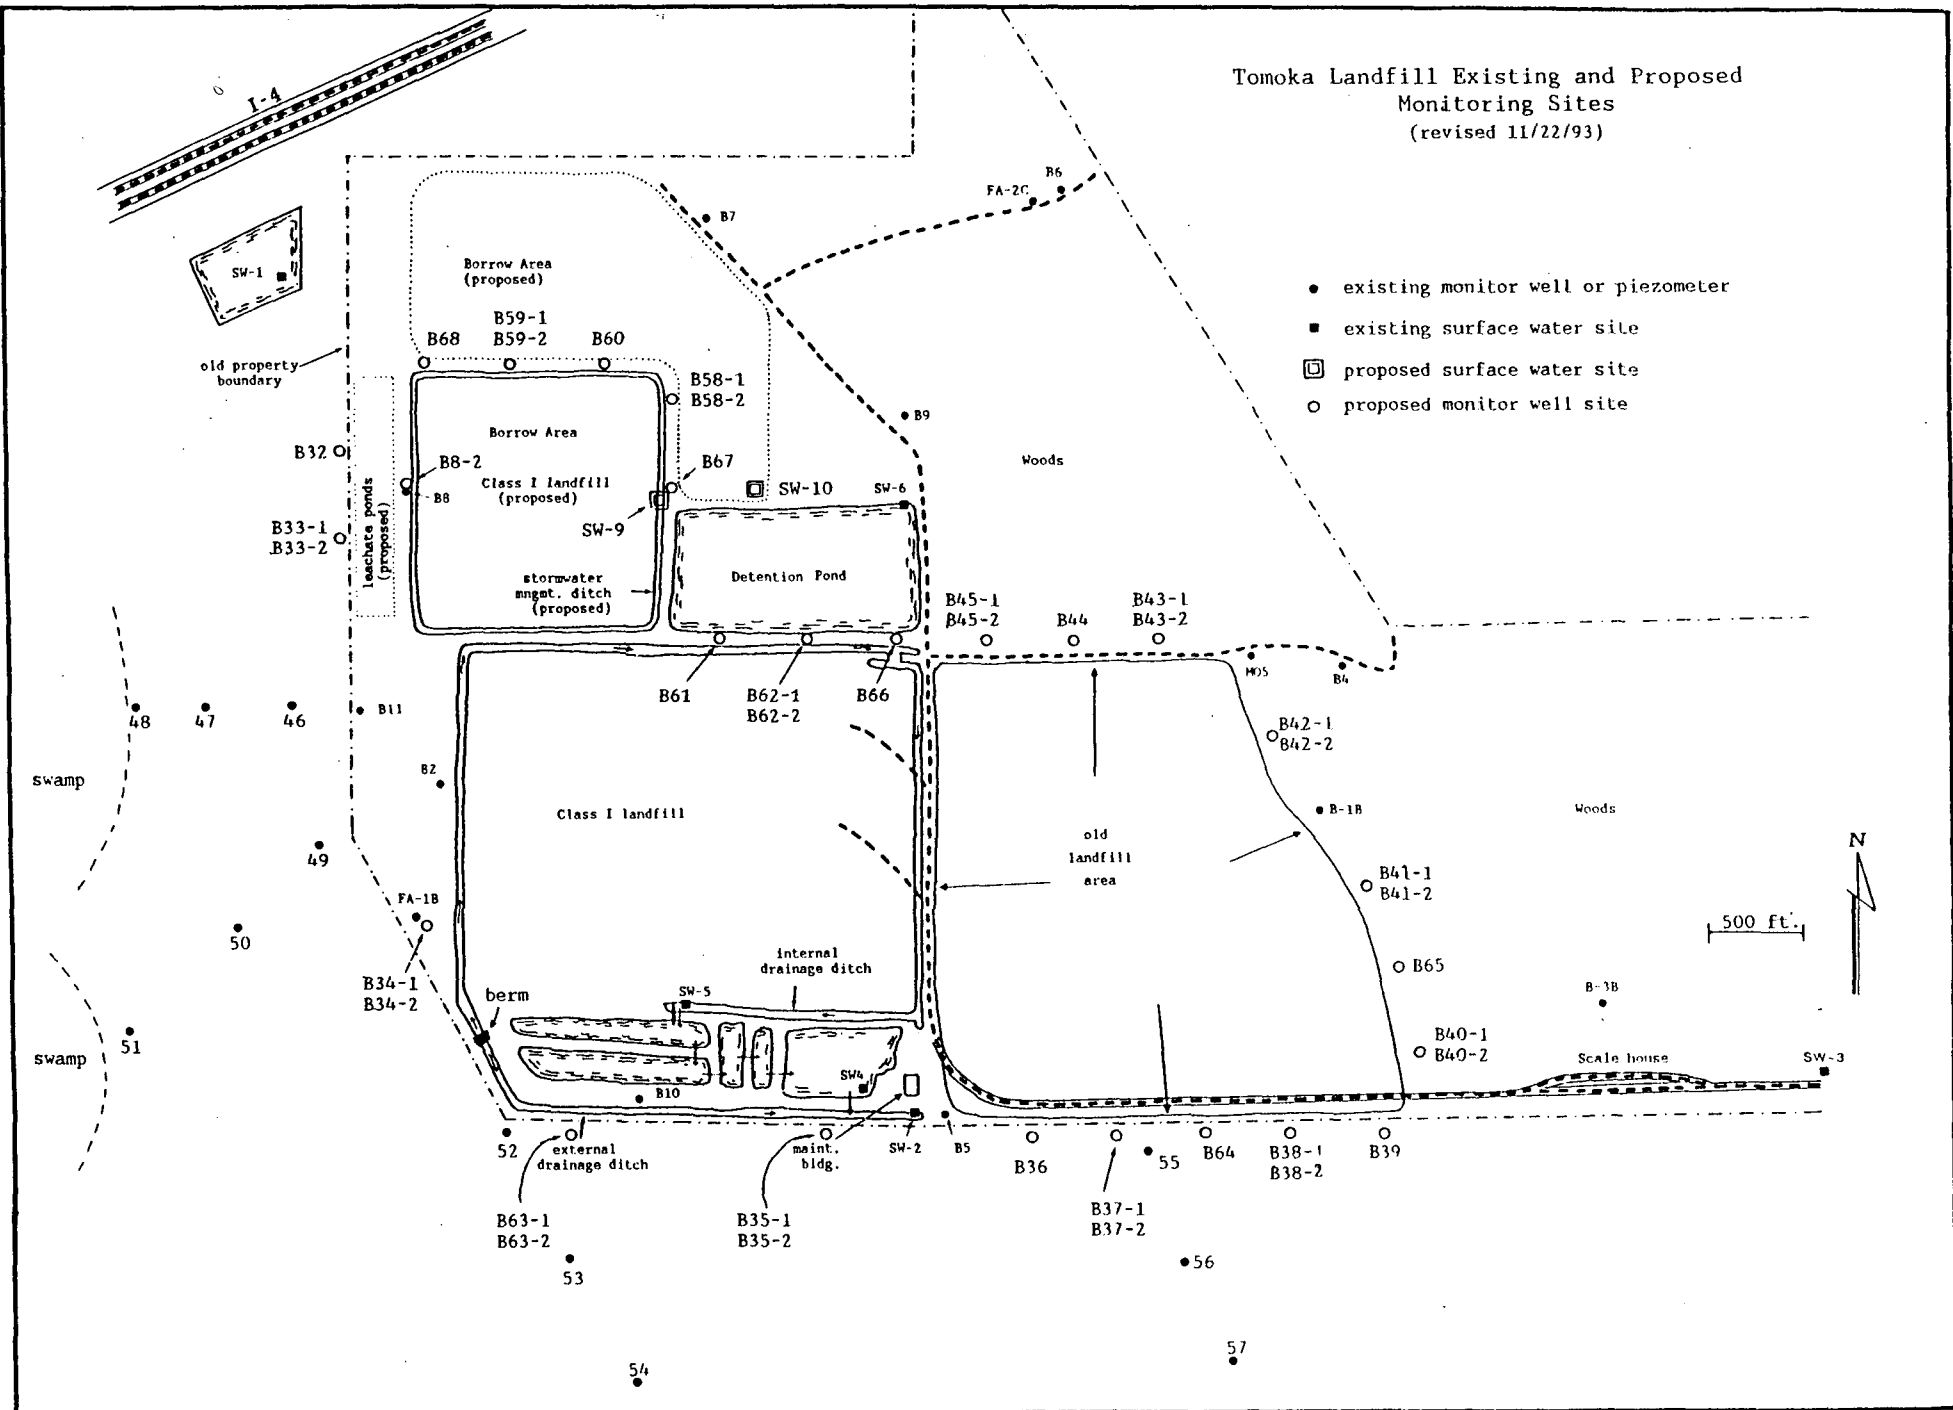 Tomoka Landfill Existing and Proposed
Monitoring Sites
(revised 11/22/93)
I-4
B6
FA-2C
B7
SW-1
Borrow Area
(proposed)
existing monitor well or piezometer
existing surface water site
proposed surface water site
proposed monitor well site
B68
B59-1
B59-2
B60
old property
boundary
B58-1
B58-2
B9
Borrow Area
Woods
B32
B8-2
B67
B8
Class I landfill
(proposed)
SW-10
SW-6
SW-9
leachate ponds
(proposed)
B33-1
B33-2
stormwater
mngmt. ditch
(proposed)
Detention Pond
B45-1
B45-2
B44
B43-1
B43-2
MO5
B4
B61
B62-1
B62-2
B66
48
47
46
B11
B42-1
B42-2
swamp
B2
Class I landfill
B-1B
Woods
old
landfill
area
N
49
B41-1
B41-2
FA-1B
500 ft.
50
internal
drainage ditch
B65
B34-1
B34-2
berm
SW-5
B-3B
51
swamp
B40-1
B40-2
Scale house
SW-3
SW4
B10
52
external
drainage ditch
maint.
bldg.
SW-2
B5
B36
55
B64
B38-1
B38-2
B39
B63-1
B63-2
B35-1
B35-2
B37-1
B37-2
53
56
54
57